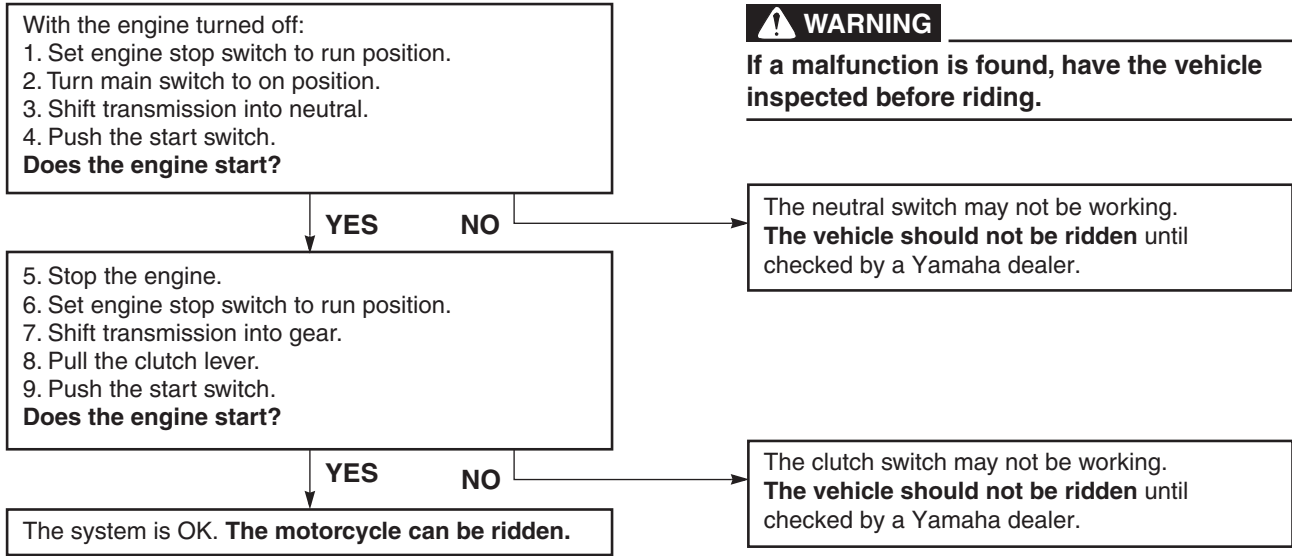 With the engine turned off:
1. Set engine stop switch to run position.
2. Turn main switch to on position.
3. Shift transmission into neutral.
4. Push the start switch.
Does the engine start?
WARNING
If a malfunction is found, have the vehicle
inspected before riding.
YES
NO
The neutral switch may not be working.
The vehicle should not be ridden until
checked by a Yamaha dealer.
5. Stop the engine.
6. Set engine stop switch to run position.
7. Shift transmission into gear.
8. Pull the clutch lever.
9. Push the start switch.
Does the engine start?
YES
NO
The clutch switch may not be working.
The vehicle should not be ridden until
checked by a Yamaha dealer.
The system is OK. The motorcycle can be ridden.